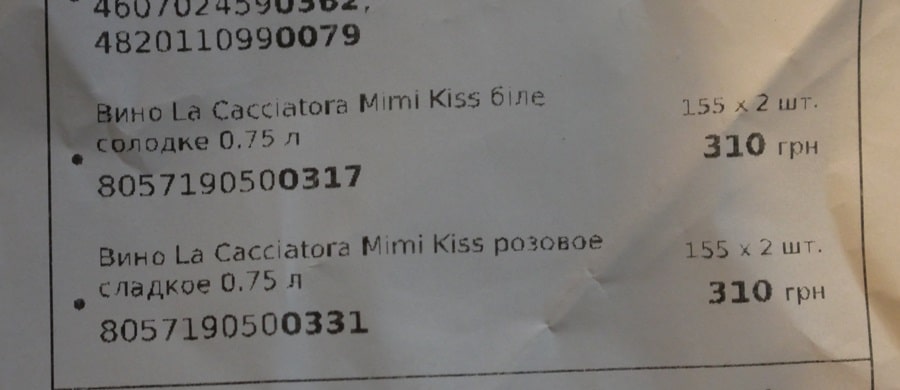 4607024590362,
4820110990079
Вино La Cacciatora Mimi Kiss біле
солодке 0.75 л
155 x 2 шт.
310 грн
8057190500317
Вино La Cacciatora Mimi Kiss розовое
сладкое 0.75 л
155 x 2 шт.
310 грн
8057190500331